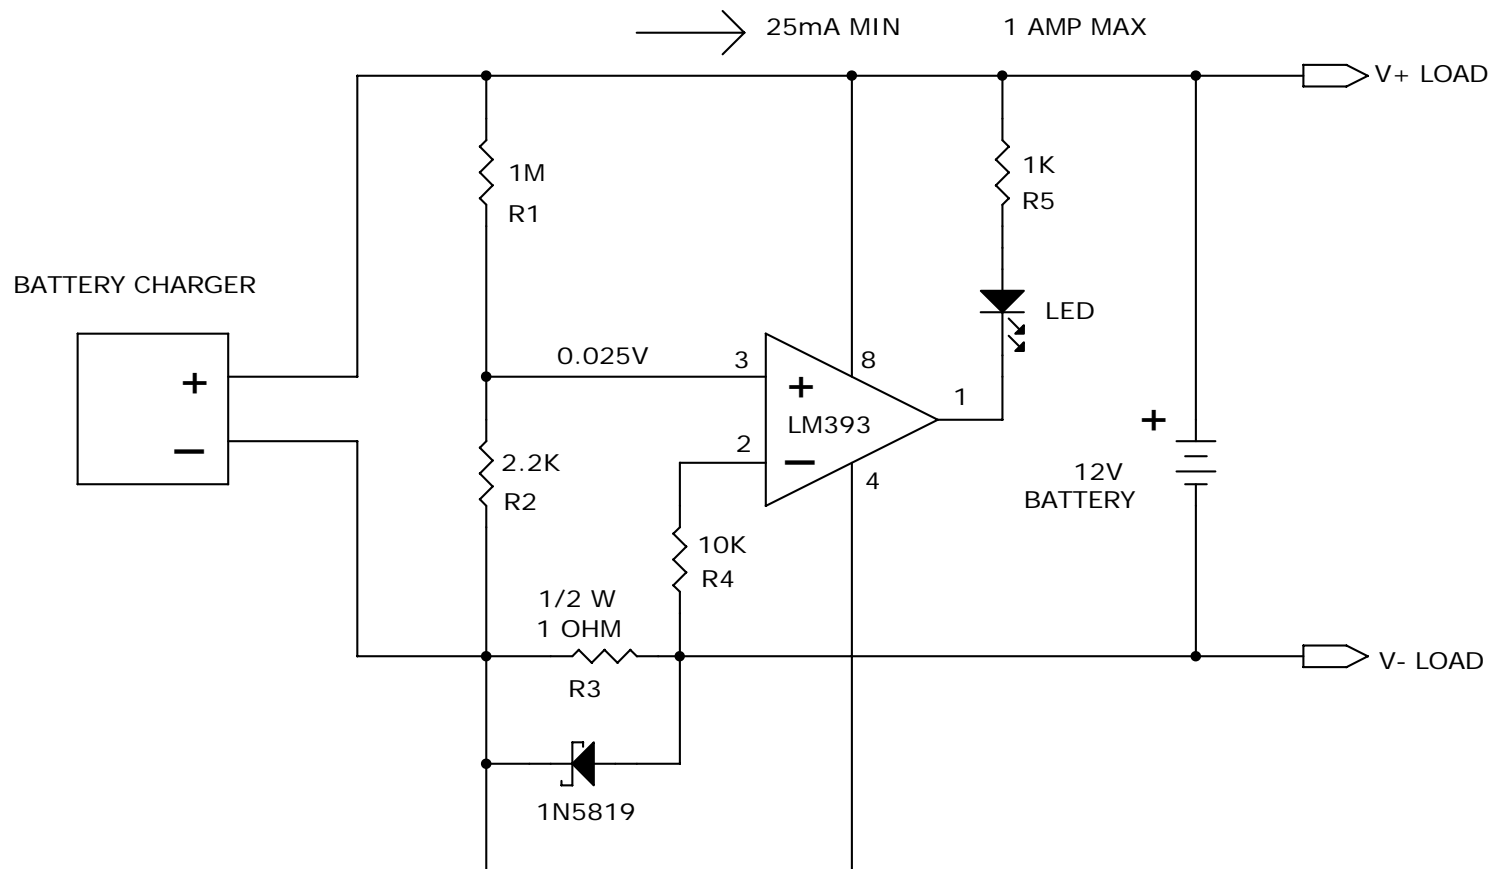 25mA MIN 1 AMP MAX
V+ LOAD
1M
R1
1K
R5
BATTERY CHARGER
LED
0.025V
3
8
+
+
LM393
1
+
2
−
−
4
2.2K
R2
12V
BATTERY
10K
R4
1/2 W
1 OHM
R3
V- LOAD
1N5819